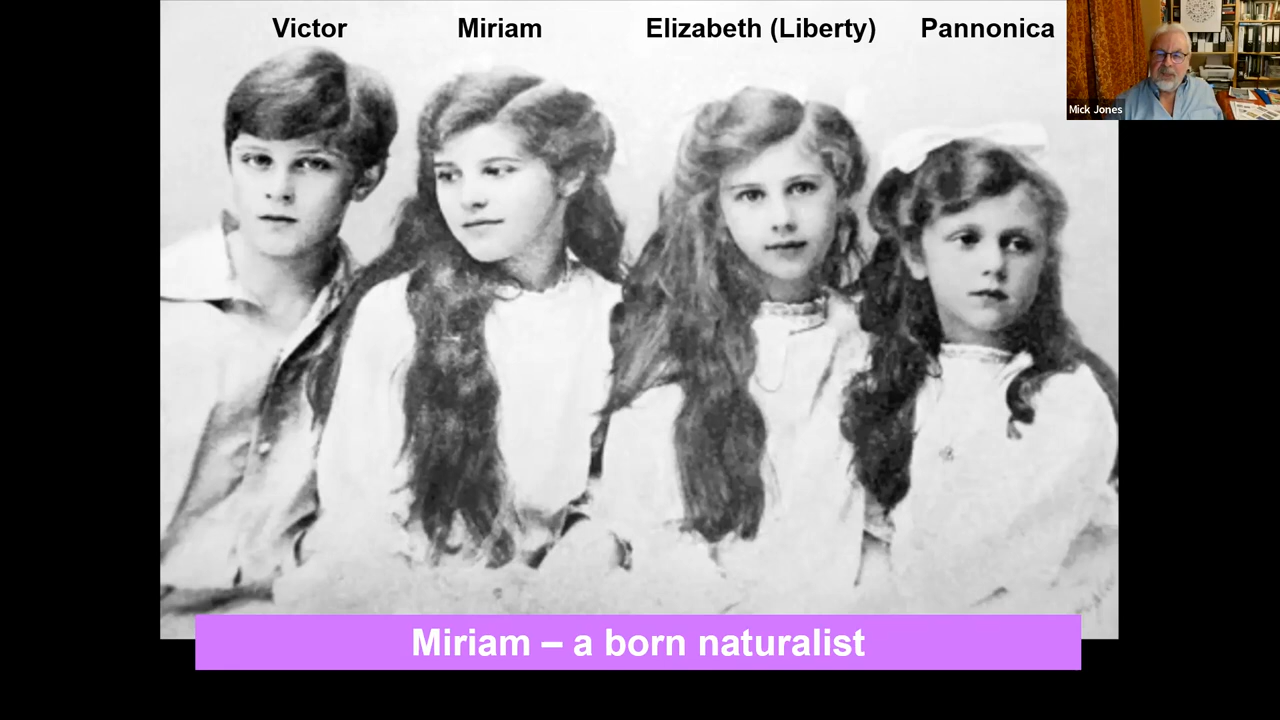 Victor Miriam Elizabeth (Liberty) Pannonica
Mick Jones
Miriam – a born naturalist